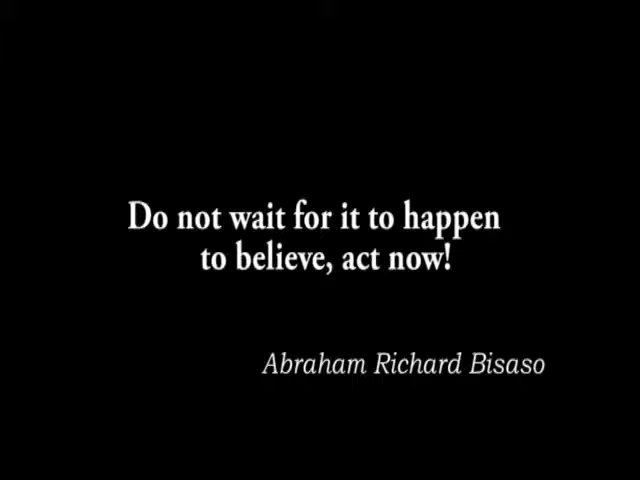 Do not wait for it to happen
to believe, act now!
Abraham Richard Bisaso